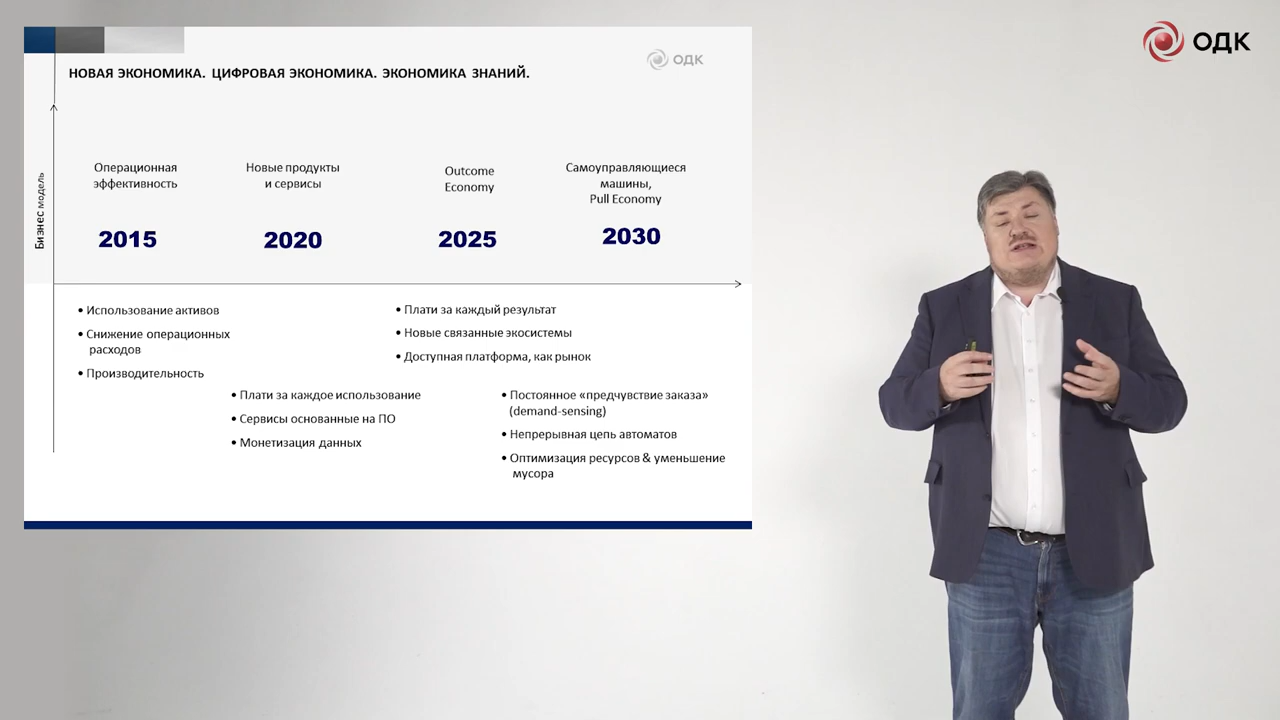 ОДК
ОДК
НОВАЯ ЭКОНОМИКА. ЦИФРОВАЯ ЭКОНОМИКА. ЭКОНОМИКА ЗНАНИЙ.
Бизнес модель
Операционная
эффективность
2015
Новые продукты
и сервисы
2020
Outcome
Economy
2025
Самоуправляющиеся
машины,
Pull Economy
2030
• Использование активов
• Снижение операционных
расходов
• Производительность
• Плати за каждое использование
• Сервисы основанные на ПО
• Монетизация данных
• Плати за каждый результат
• Новые связанные экосистемы
• Доступная платформа, как рынок
• Постоянное «предчувствие заказа»
(demand-sensing)
• Непрерывная цепь автоматов
• Оптимизация ресурсов & уменьшение
мусора